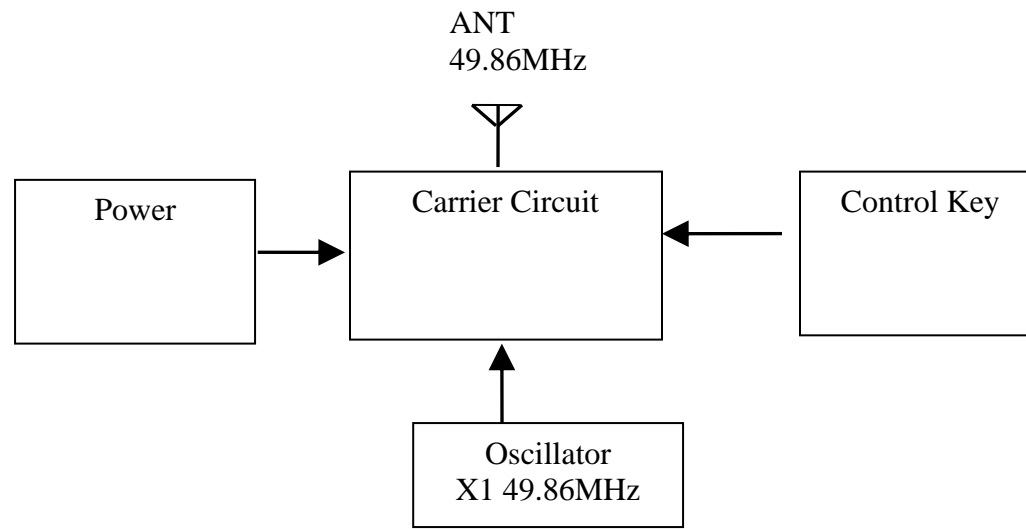 ANT
49.86MHz
Power
Carrier Circuit
Control Key
Oscillator
X1 49.86MHz